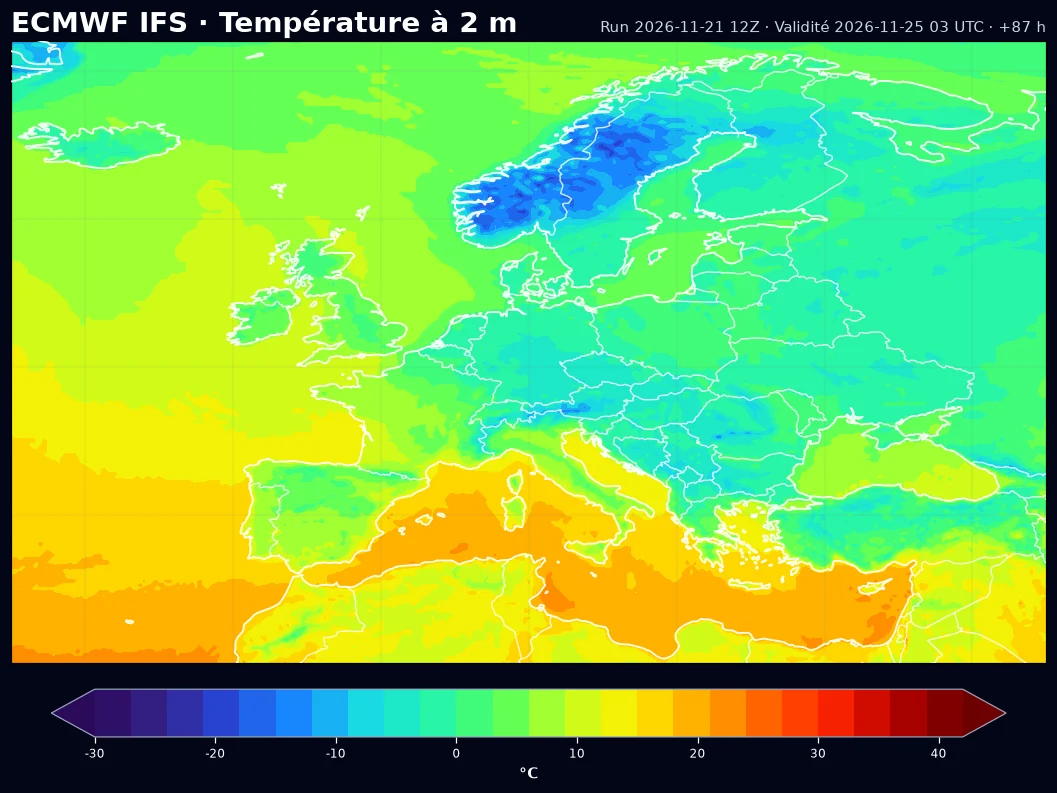 ECMWF IFS · Température à 2 m
Run 2026-11-21 12Z · Validité 2026-11-25 03 UTC · +87 h
-30 -20 -10 0 10 20 30 40
°C